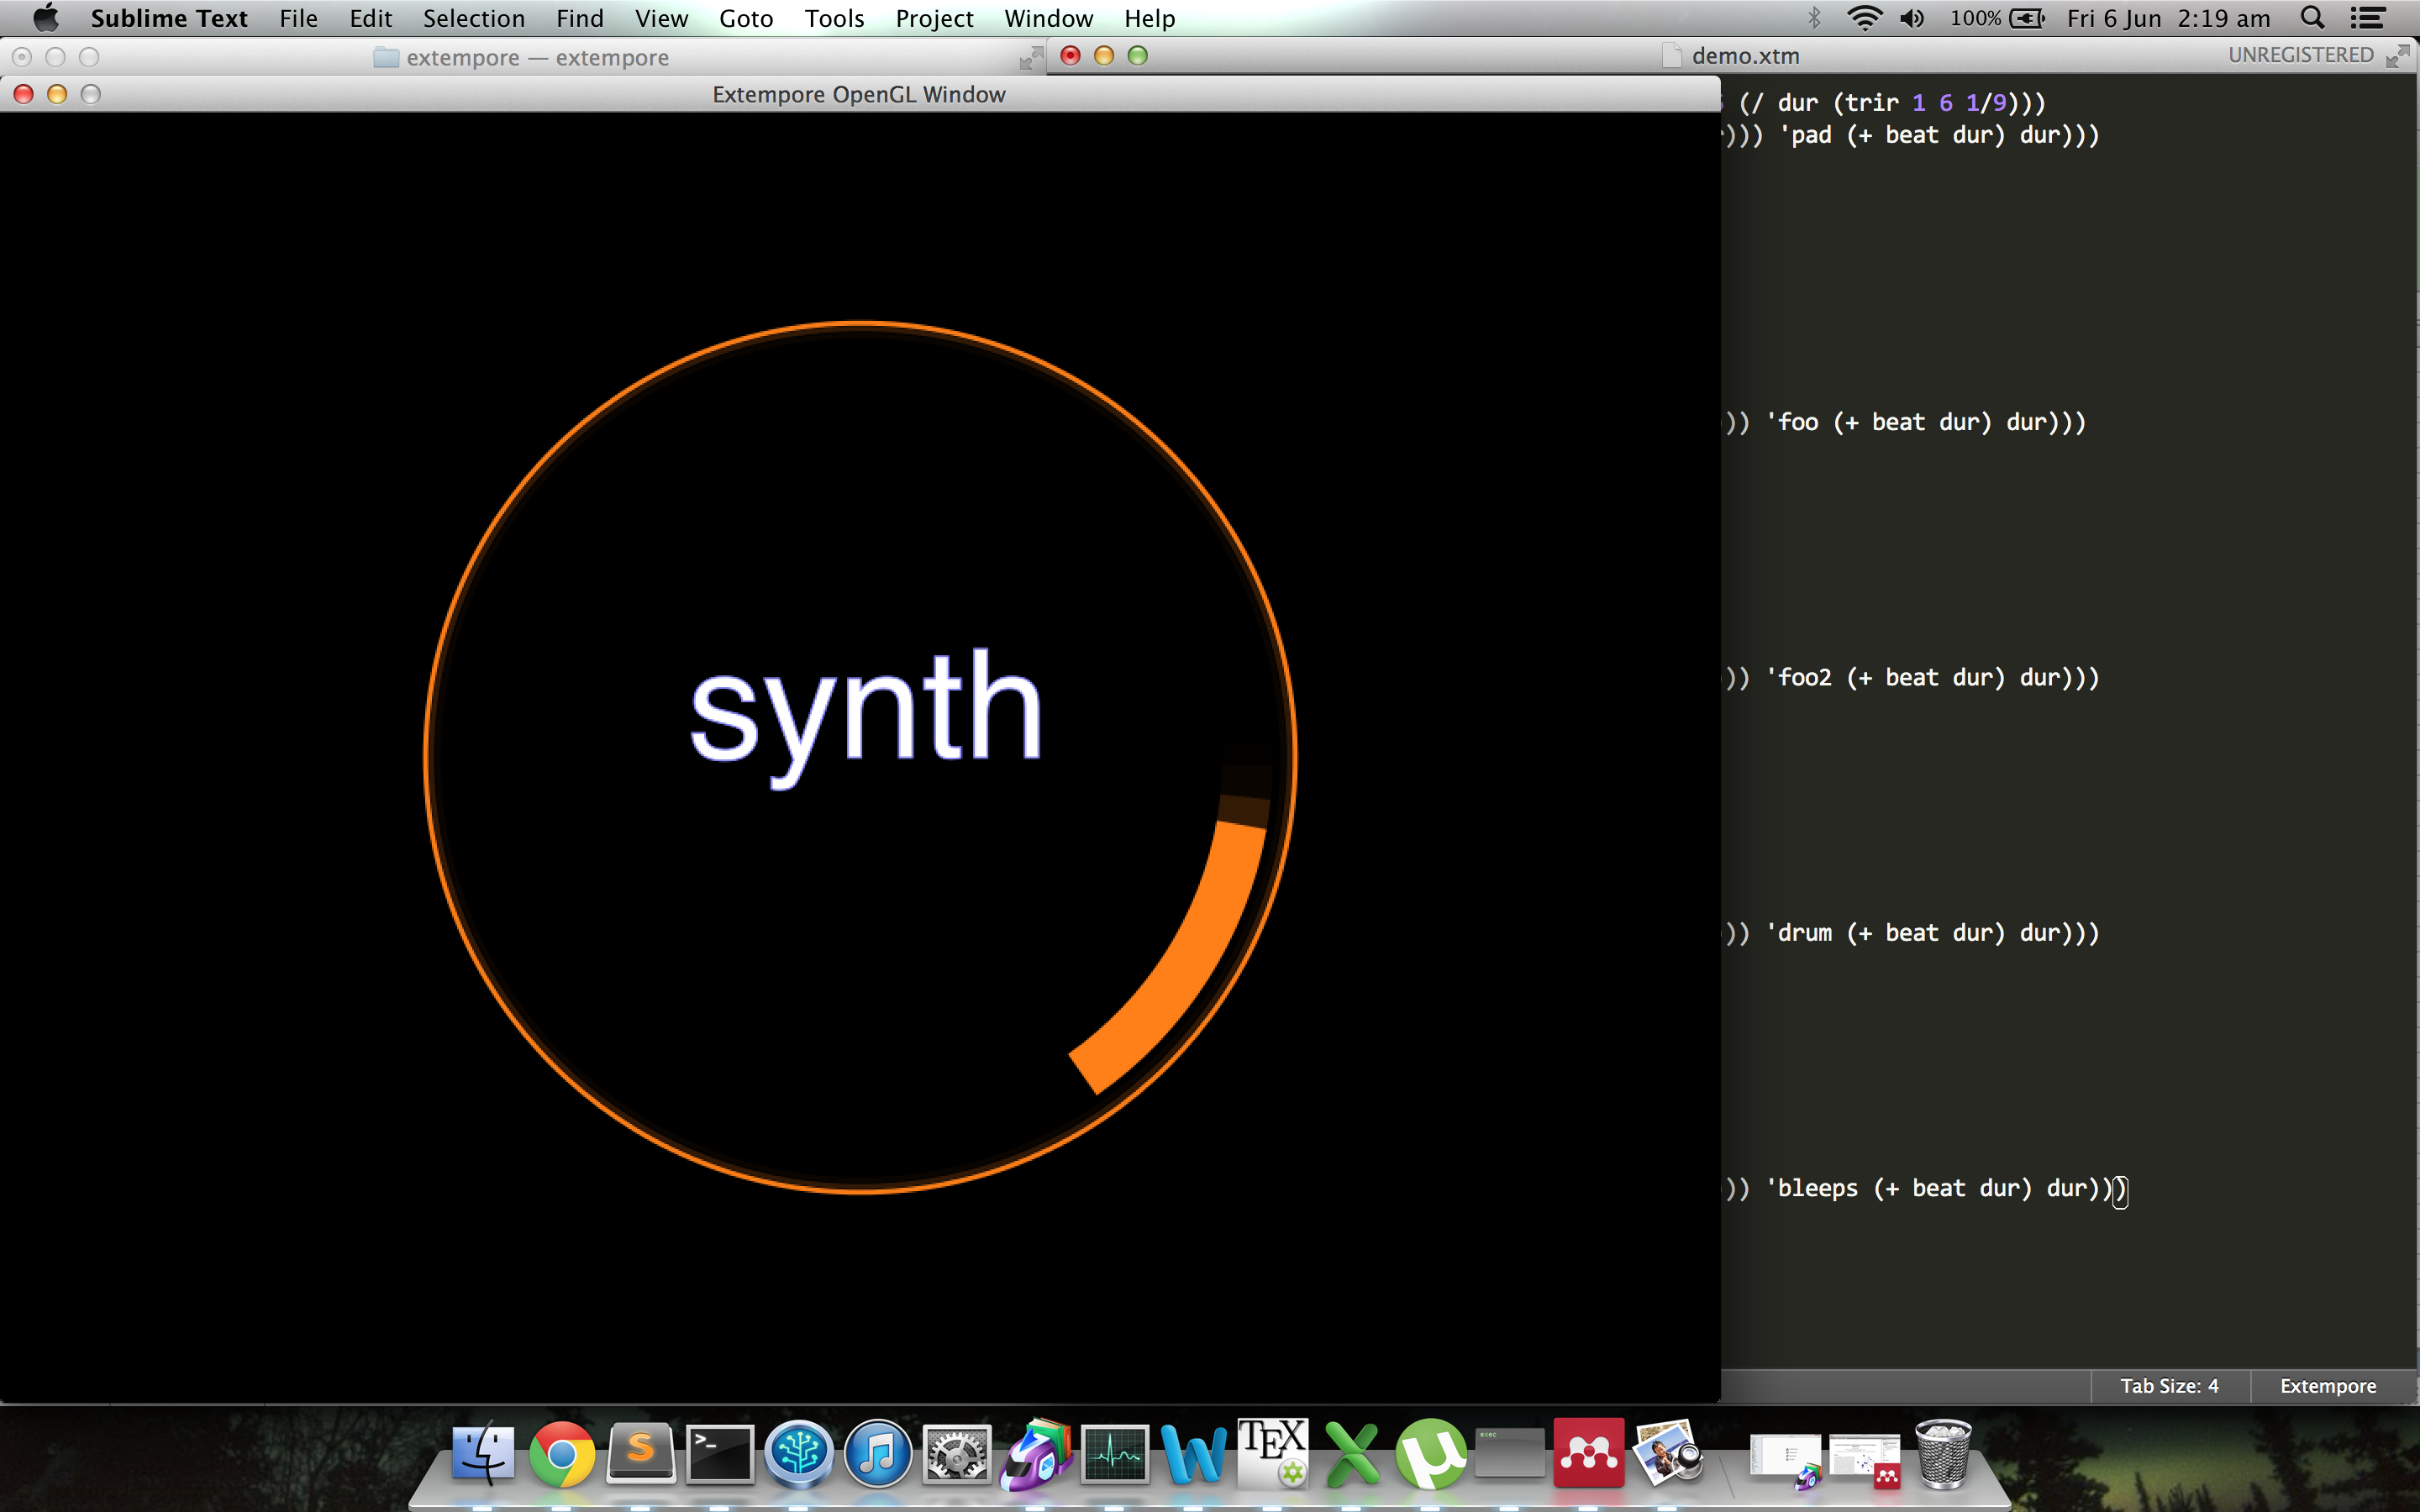 Sublime Text File Edit Selection Find View Goto Tools Project Window Help 100% Fri 6 Jun 2:19 am
extempore — extempore
demo.xtm UNREGISTERED
Extempore OpenGL Window
(/ dur (trir 1 6 1/9)))
))) 'pad (+ beat dur) dur)))
)) 'foo (+ beat dur) dur)))
)) 'foo2 (+ beat dur) dur)))
synth
)) 'drum (+ beat dur) dur)))
)) 'bleeps (+ beat dur) dur)))
Tab Size: 4 Extempore
S >_ W TEX X µ exec